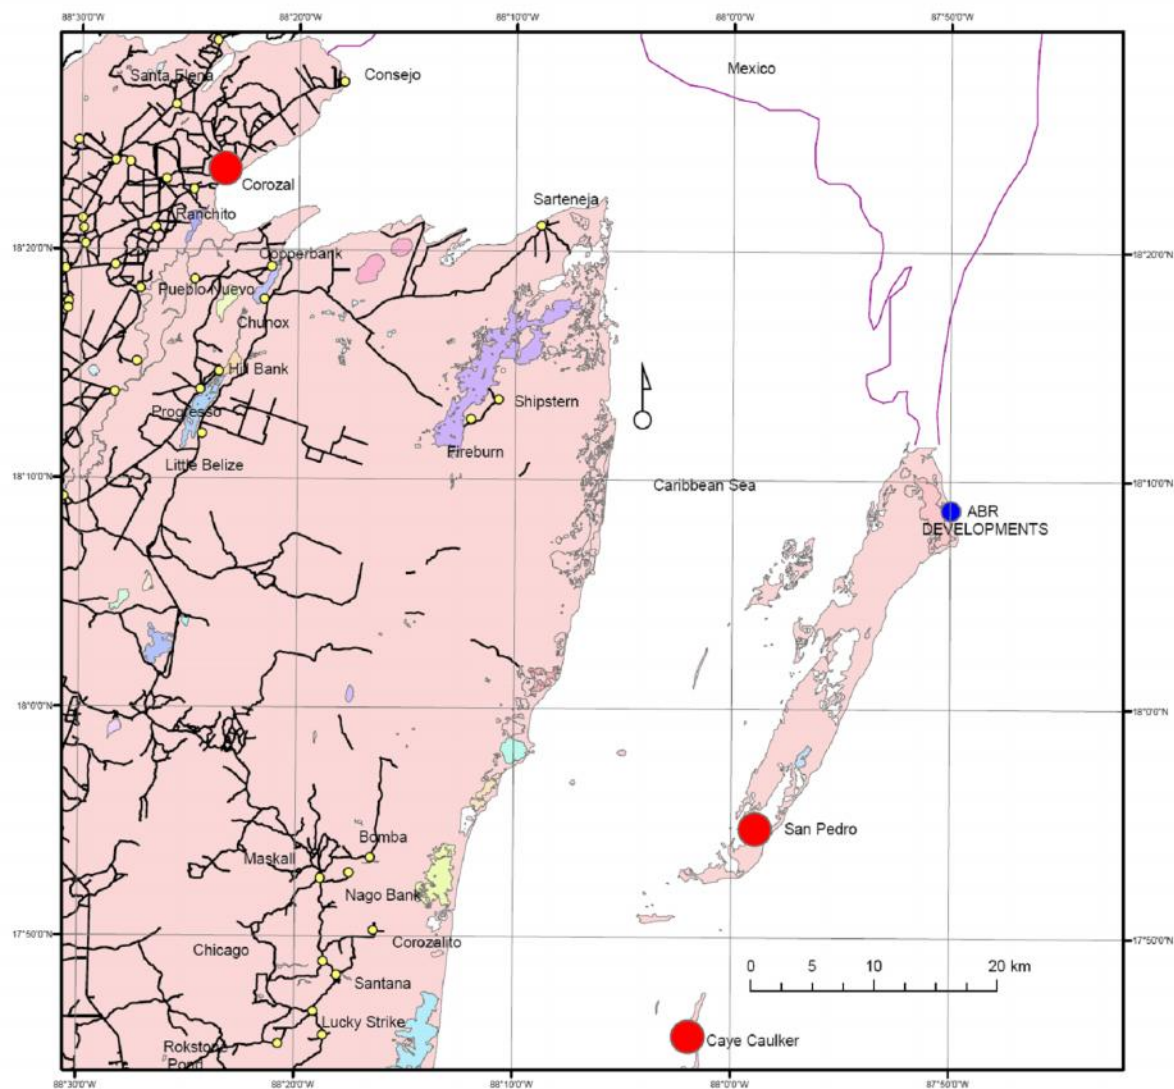 88°30'0"W 88°20'0"W 88°10'0"W 88°0'0"W 87°50'0"W
Mexico
Santa Elena
Consejo
Corozal
Sarteneja
Ranchito
18°20'0"N
Copperbank
18°20'0"N
Pueblo Nuevo
Chunox
Hill Bank
Shipstern
Progresso
Fireburn
Little Belize
18°10'0"N
Caribbean Sea
18°10'0"N
ABR
DEVELOPMENTS
18°0'0"N
18°0'0"N
San Pedro
Bomba
Maskall
Nago Bank
17°50'0"N
Corozalito
17°50'0"N
Chicago
0 5 10 20 km
Santana
Lucky Strike
Caye Caulker
Rokstone
Pond
88°30'0"W 88°20'0"W 88°10'0"W 88°0'0"W 87°50'0"W